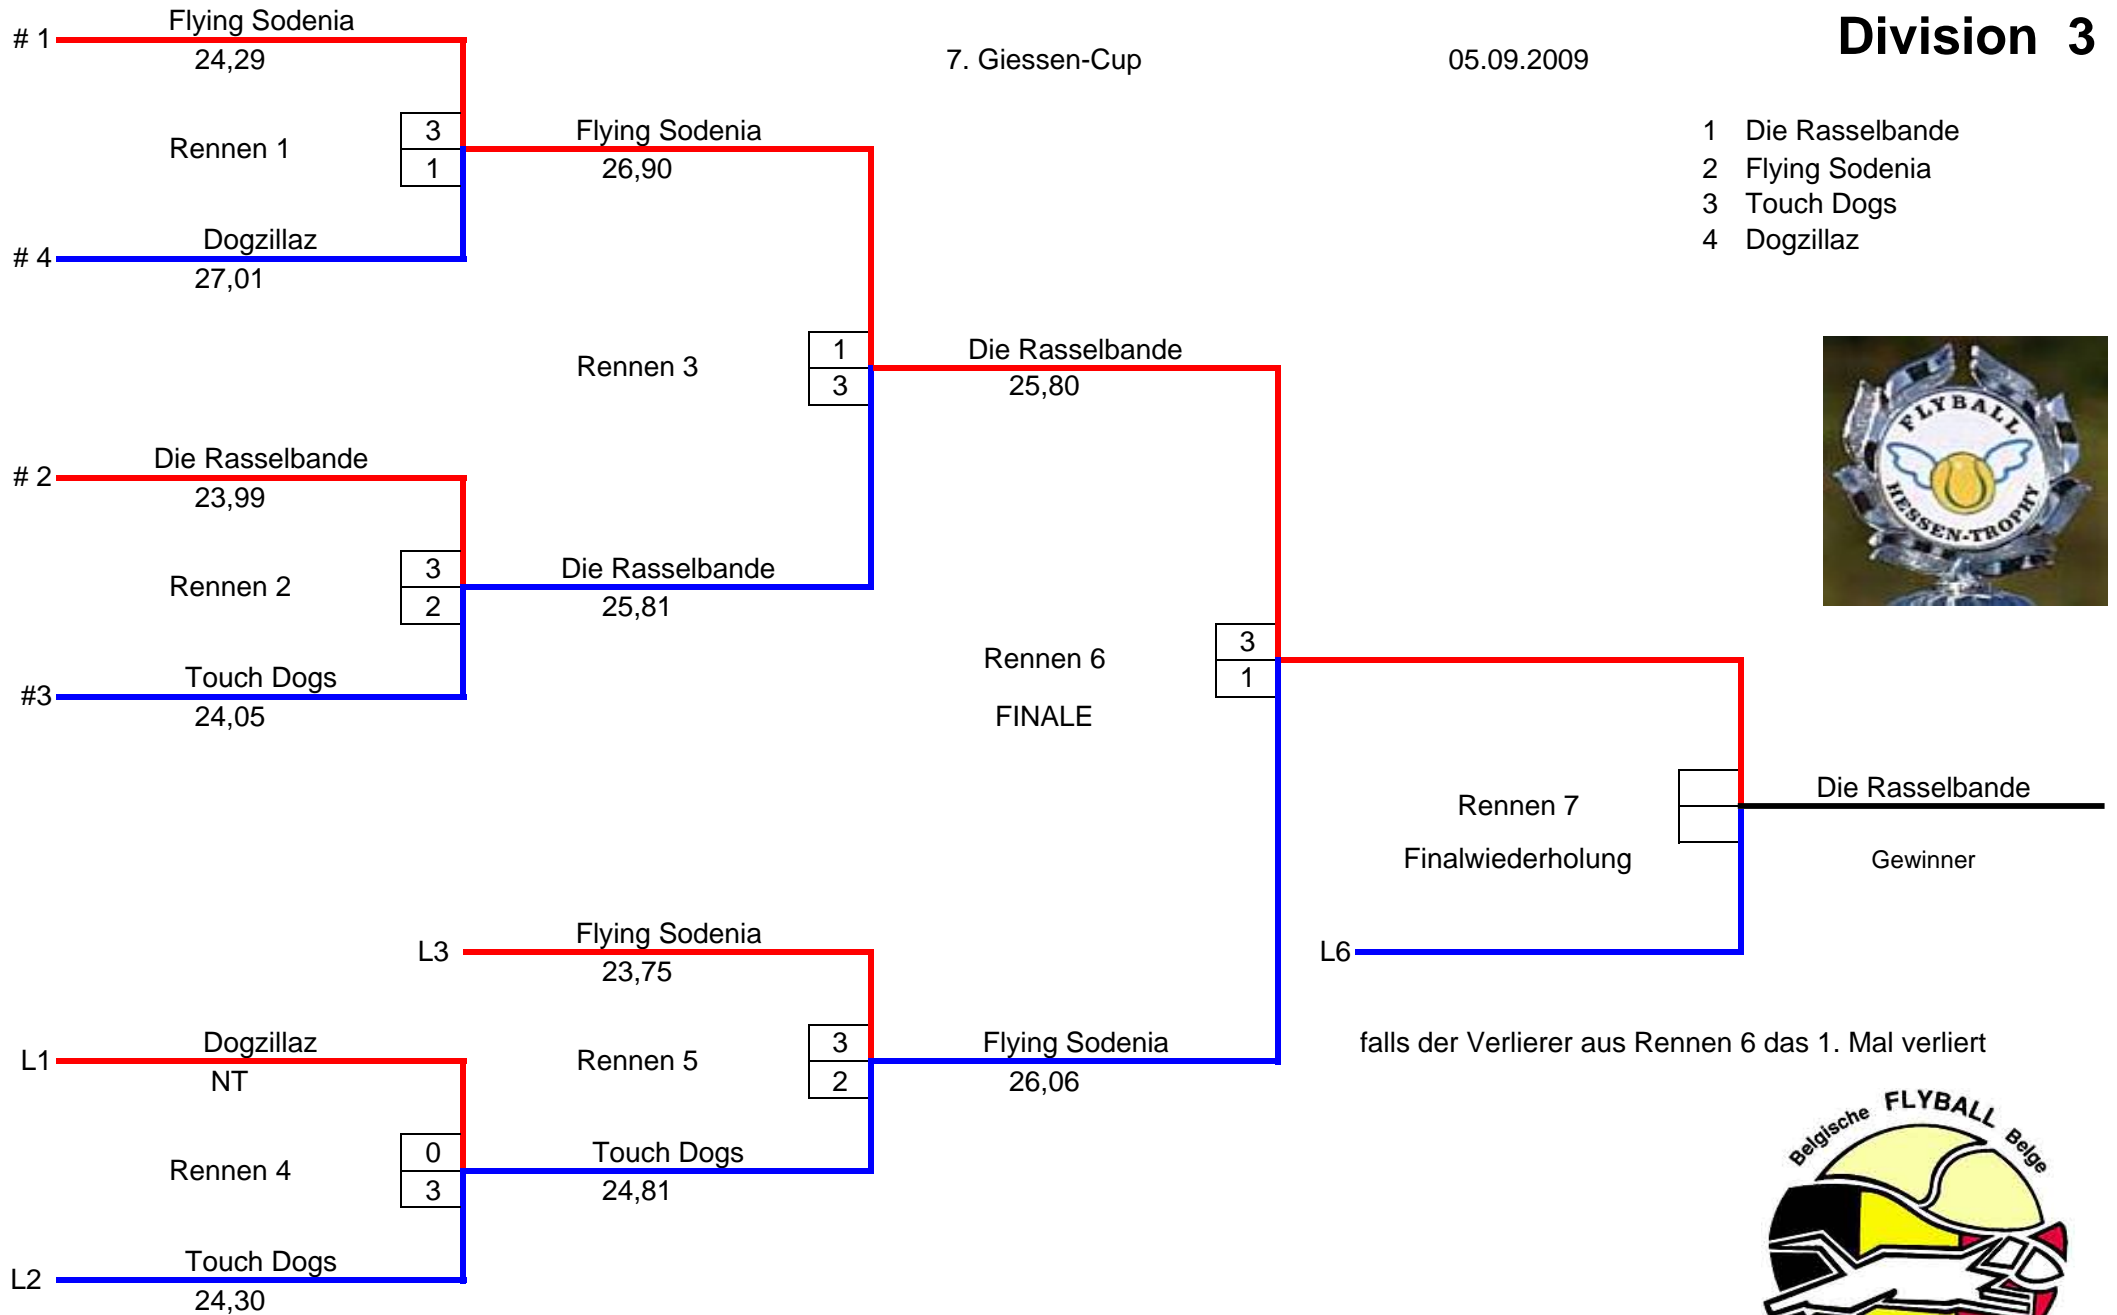 Division 3
7. Giessen-Cup 05.09.2009
1 Die Rasselbande
2 Flying Sodenia
3 Touch Dogs
4 Dogzillaz
# 1 Flying Sodenia
24,29
Rennen 1
3
1
# 4 Dogzillaz
27,01
Flying Sodenia
26,90
Rennen 3
1
3
# 2 Die Rasselbande
23,99
Rennen 2
3
2
#3 Touch Dogs
24,05
Die Rasselbande
25,81
Die Rasselbande
25,80
Rennen 6
3
1
FINALE
Rennen 7
Finalwiederholung
Die Rasselbande
Gewinner
L3 Flying Sodenia
23,75
Rennen 5
3
2
L6
falls der Verlierer aus Rennen 6 das 1. Mal verliert
L1 Dogzillaz
NT
Rennen 4
0
3
L2 Touch Dogs
24,30
Touch Dogs
24,81
Flying Sodenia
26,06
FLYBALL
HESSEN-TROPHY
Belgische FLYBALL Belge